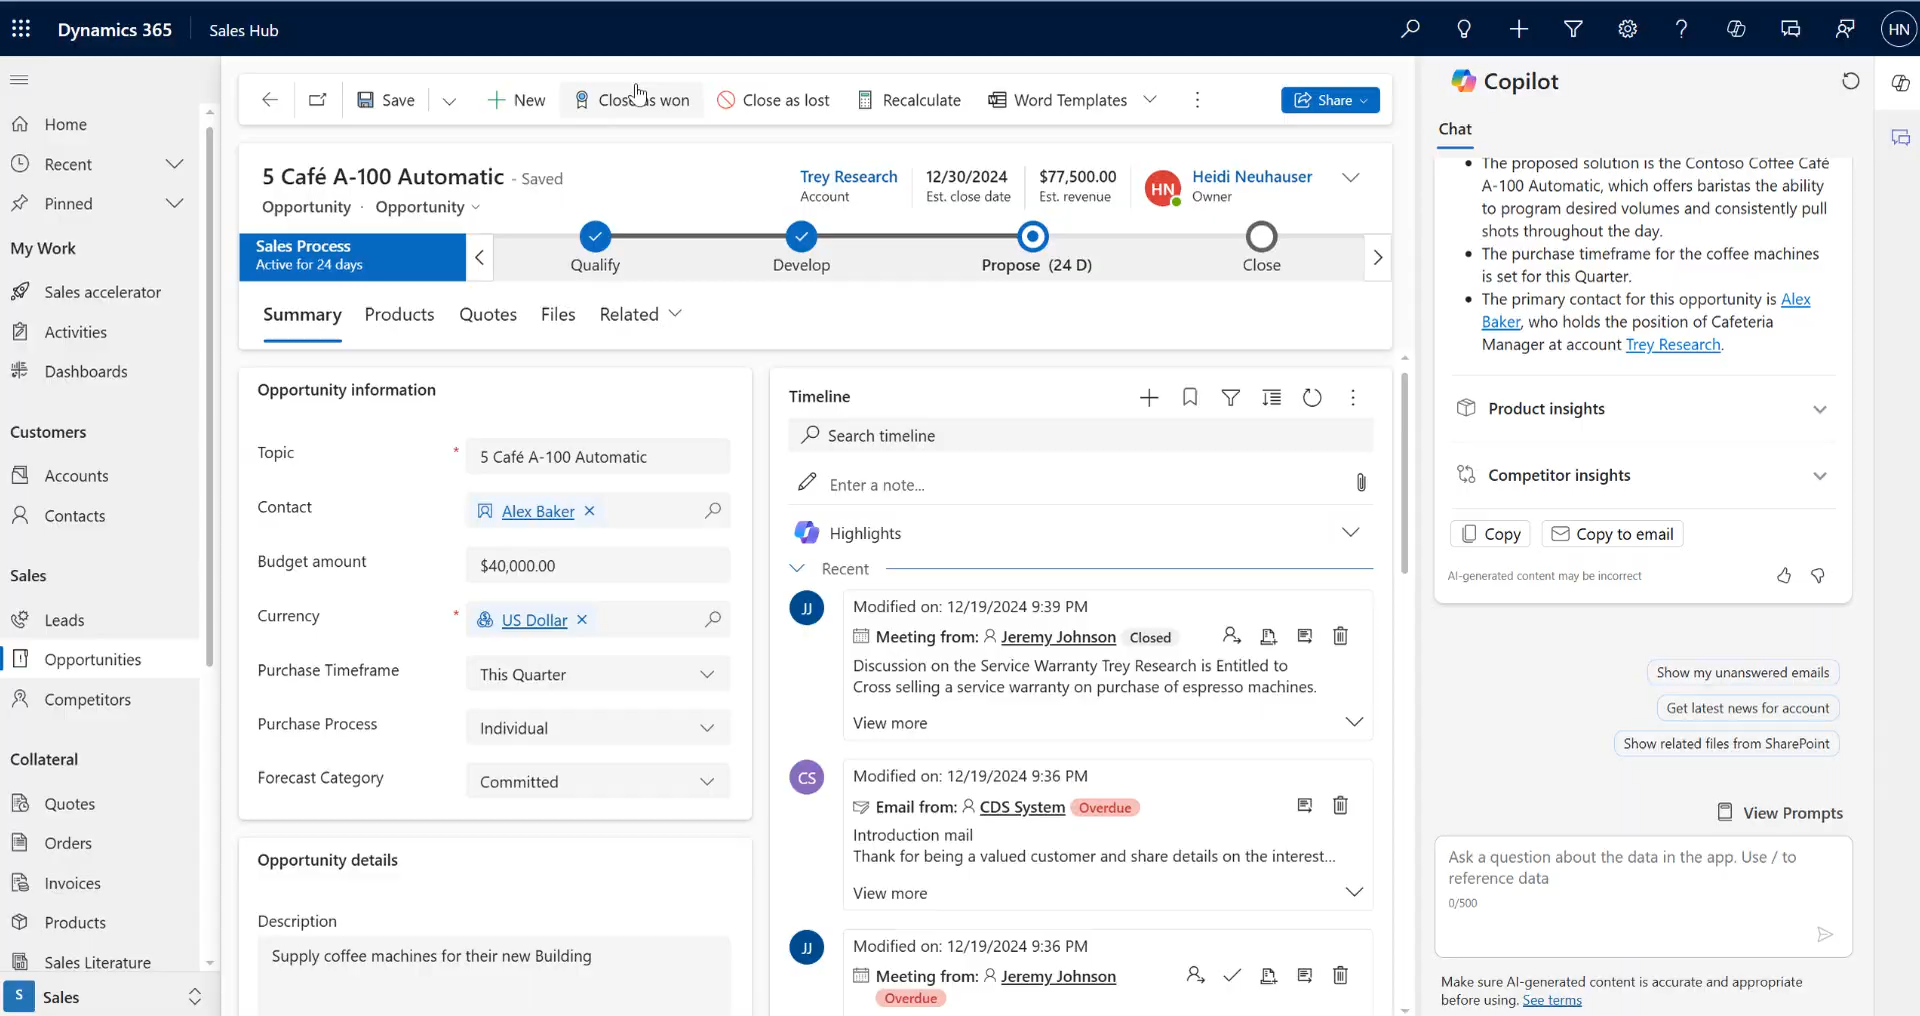 Dynamics 365
Sales Hub
HN
Save
New
Close as won
Close as lost
Recalculate
Word Templates
Share
Home
Recent
Pinned
My Work
Sales accelerator
Activities
Dashboards
Customers
Accounts
Contacts
Sales
Leads
Opportunities
Competitors
Collateral
Quotes
Orders
Invoices
Products
Sales Literature
S Sales
5 Café A-100 Automatic - Saved
Opportunity · Opportunity
Trey Research
Account
12/30/2024
Est. close date
$77,500.00
Est. revenue
HN
Heidi Neuhauser
Owner
Sales Process
Active for 24 days
Qualify
Develop
Propose (24 D)
Close
Summary
Products
Quotes
Files
Related
Opportunity information
Topic * 5 Café A-100 Automatic
Contact Alex Baker
Budget amount $40,000.00
Currency * US Dollar
Purchase Timeframe This Quarter
Purchase Process Individual
Forecast Category Committed
Opportunity details
Description
Supply coffee machines for their new Building
Timeline
Search timeline
Enter a note...
Highlights
Recent
JJ
Modified on: 12/19/2024 9:39 PM
Meeting from: Jeremy Johnson Closed
Discussion on the Service Warranty Trey Research is Entitled to
Cross selling a service warranty on purchase of espresso machines.
View more
CS
Modified on: 12/19/2024 9:36 PM
Email from: CDS System Overdue
Introduction mail
Thank for being a valued customer and share details on the interest...
View more
JJ
Modified on: 12/19/2024 9:36 PM
Meeting from: Jeremy Johnson
Overdue
Copilot
Chat
• The proposed solution is the Contoso Coffee Café
A-100 Automatic, which offers baristas the ability
to program desired volumes and consistently pull
shots throughout the day.
• The purchase timeframe for the coffee machines
is set for this Quarter.
• The primary contact for this opportunity is Alex
Baker, who holds the position of Cafeteria
Manager at account Trey Research.
Product insights
Competitor insights
Copy
Copy to email
AI-generated content may be incorrect
Show my unanswered emails
Get latest news for account
Show related files from SharePoint
View Prompts
Ask a question about the data in the app. Use / to
reference data
0/500
Make sure AI-generated content is accurate and appropriate
before using. See terms